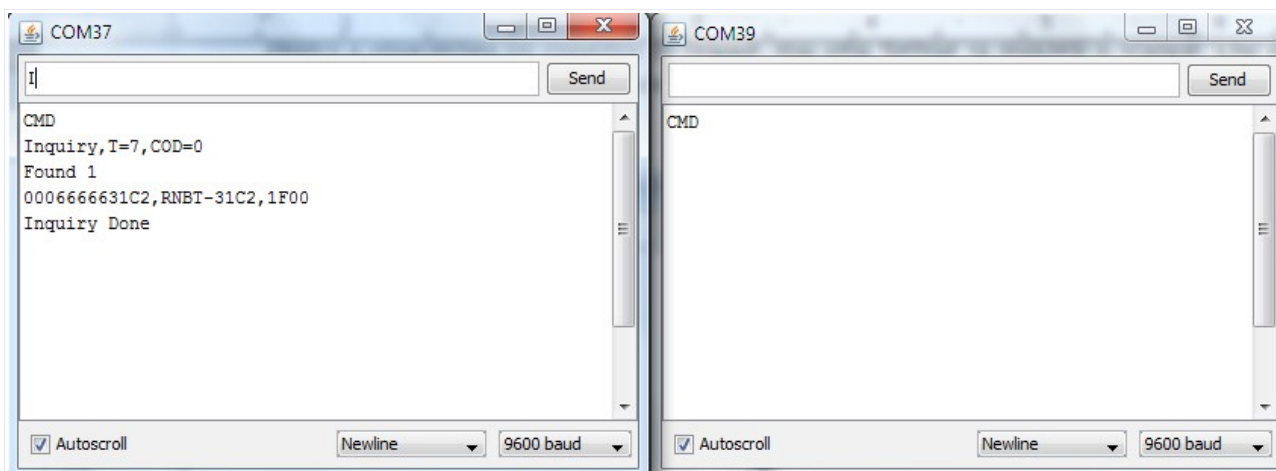 COM37
I
Send
CMD
Inquiry,T=7,COD=0
Found 1
0006666631C2,RNBT-31C2,1F00
Inquiry Done
Autoscroll
Newline
9600 baud
COM39
Send
CMD
Autoscroll
Newline
9600 baud